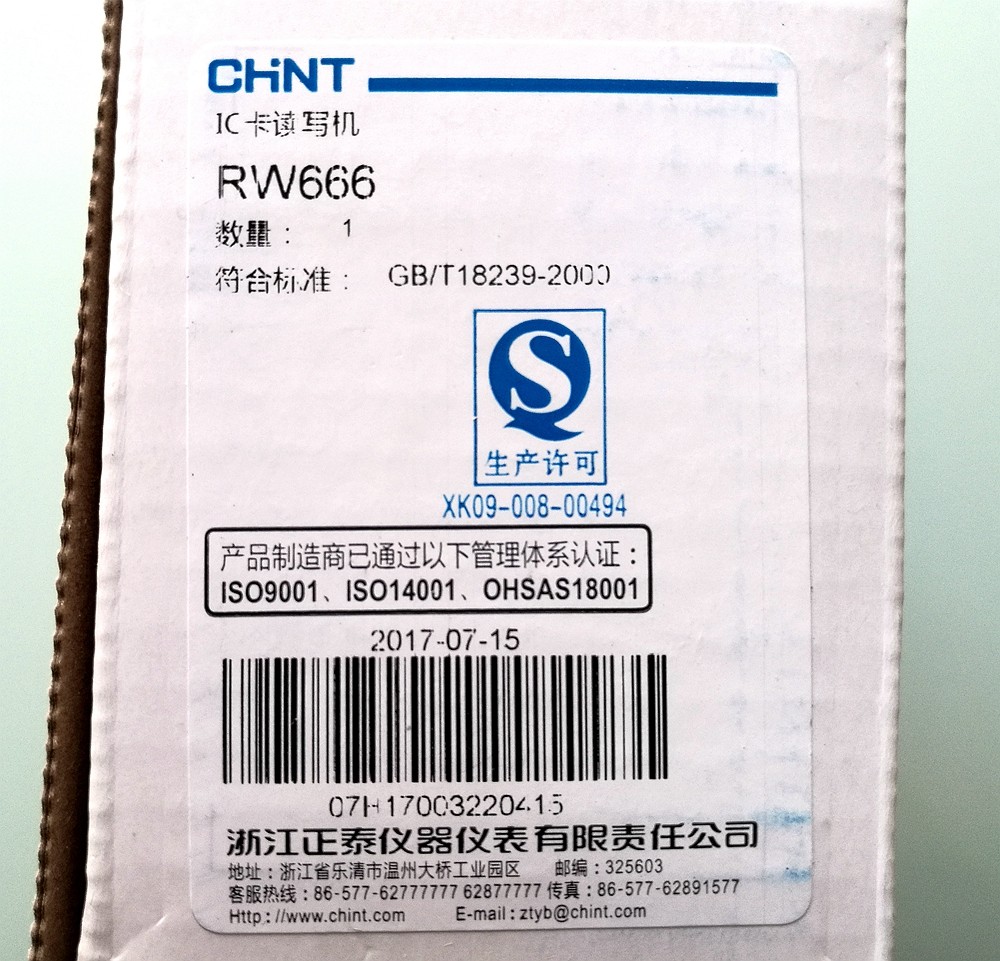 CHiNT
IC卡读写机
RW666
数量： 1
符合标准： GB/T18239-2000
S
生产许可
XK09-008-00494
产品制造商已通过以下管理体系认证：
ISO9001、ISO14001、OHSAS18001
2017-07-15
07H17003220415
浙江正泰仪器仪表有限责任公司
地址：浙江省乐清市温州大桥工业园区 邮编：325603
客服热线：86-577-62777777 62877777 传真：86-577-62891577
Http://www.chint.com E-mail:ztyb@chint.com